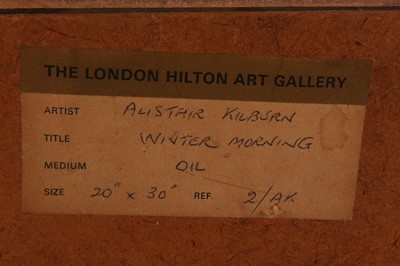 THE LONDON HILTON ART GALLERY
ARTIST ALISTAIR KILBURN
TITLE WINTER MORNING
MEDIUM OIL
SIZE 20" x 30" REF. 2/AK